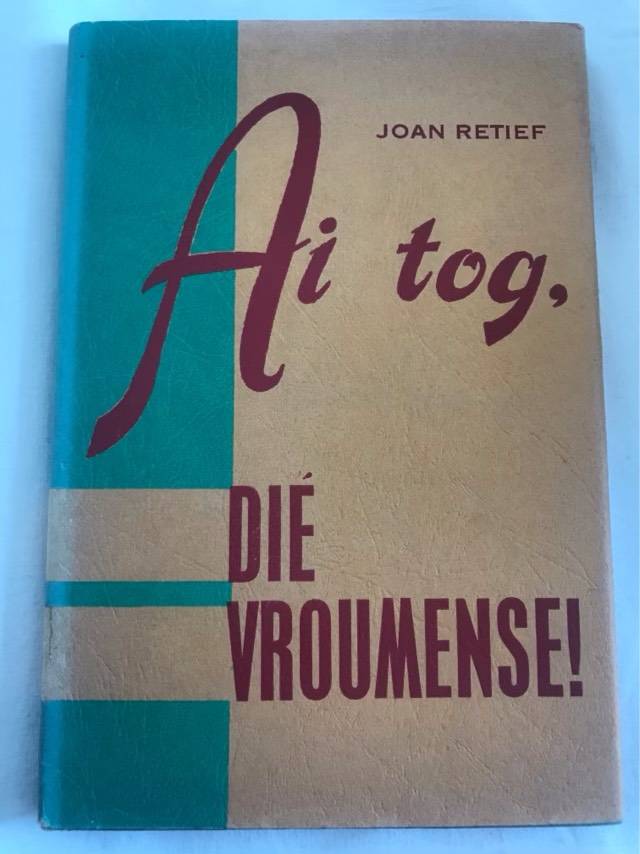 JOAN RETIEF
Ai tog,
DIÉ
VROUMENSE!